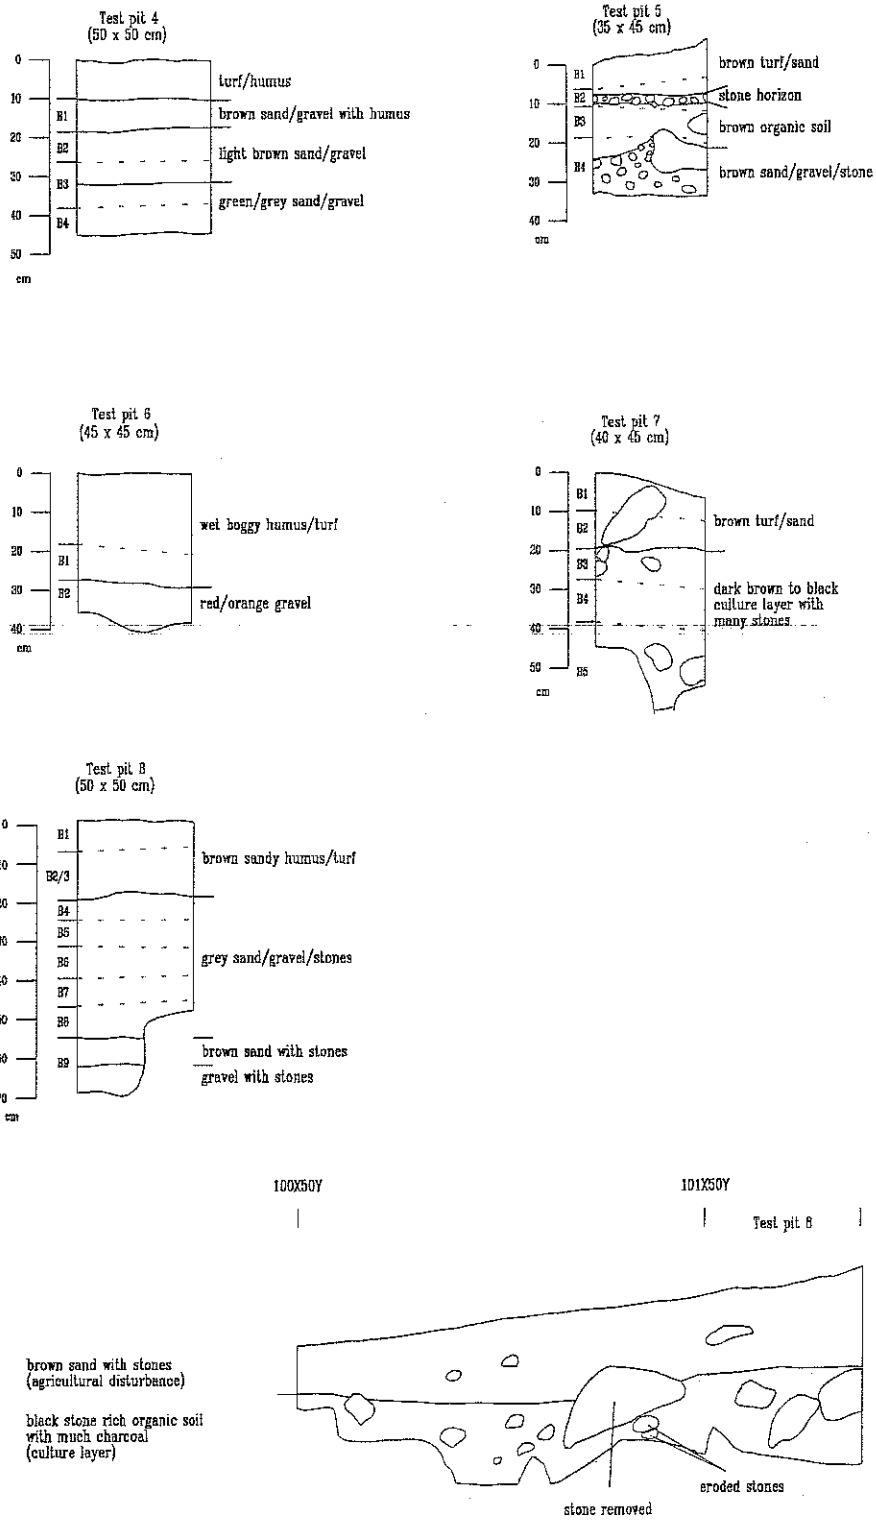 Test pit 4
(50 x 50 cm)
0
10
20
30
40
50
cm
B1
B2
B3
B4
turf/humus
brown sand/gravel with humus
light brown sand/gravel
green/grey sand/gravel
Test pit 5
(35 x 45 cm)
0
10
20
30
40
cm
B1
B2
B3
B4
brown turf/sand
stone horizon
brown organic soil
brown sand/gravel/stone
Test pit 6
(45 x 45 cm)
0
10
20
30
40
cm
B1
B2
wet boggy humus/turf
red/orange gravel
Test pit 7
(40 x 45 cm)
0
10
20
30
40
50
cm
B1
B2
B3
B4
B5
brown turf/sand
dark brown to black
culture layer with
many stones
Test pit 8
(50 x 50 cm)
0
10
20
30
40
50
60
70
cm
B1
B2/3
B4
B5
B6
B7
B8
B9
brown sandy humus/turf
grey sand/gravel/stones
brown sand with stones
gravel with stones
100X50Y
101X50Y
Test pit 8
brown sand with stones
(agricultural disturbance)
black stone rich organic soil
with much charcoal
(culture layer)
eroded stones
stone removed